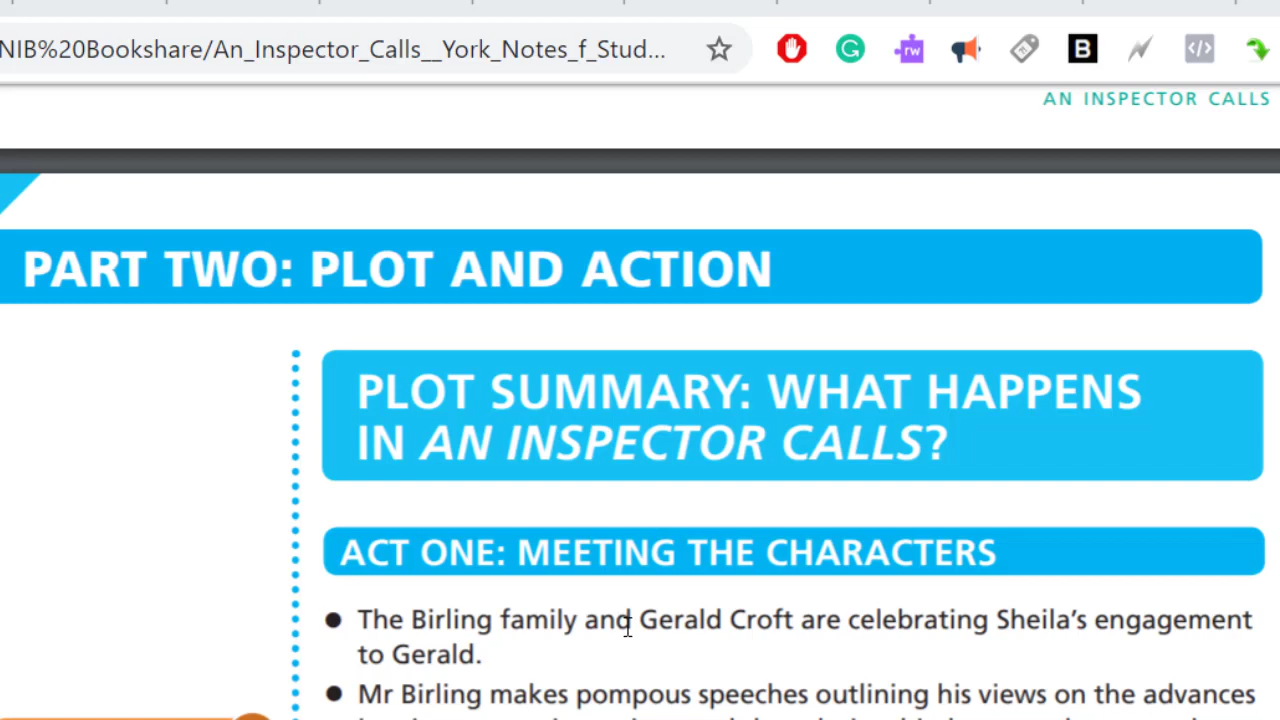 NIB%20Bookshare/An_Inspector_Calls__York_Notes_f_Stud...
rw
B
</>
AN INSPECTOR CALLS
PART TWO: PLOT AND ACTION
PLOT SUMMARY: WHAT HAPPENS
IN AN INSPECTOR CALLS?
ACT ONE: MEETING THE CHARACTERS
● The Birling family and Gerald Croft are celebrating Sheila's engagement
to Gerald.
● Mr Birling makes pompous speeches outlining his views on the advances